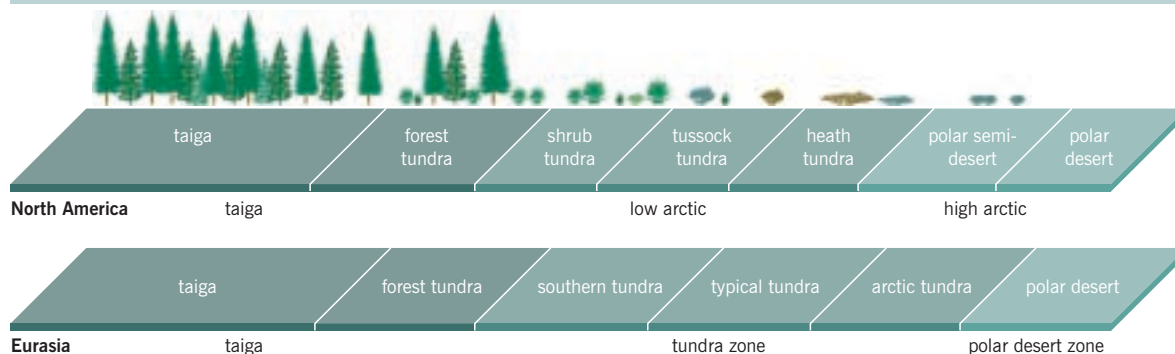 taiga
forest
tundra
shrub
tundra
tussock
tundra
heath
tundra
polar semi-
desert
polar
desert
North America taiga low arctic high arctic
taiga forest tundra southern tundra typical tundra arctic tundra polar desert
Eurasia taiga tundra zone polar desert zone